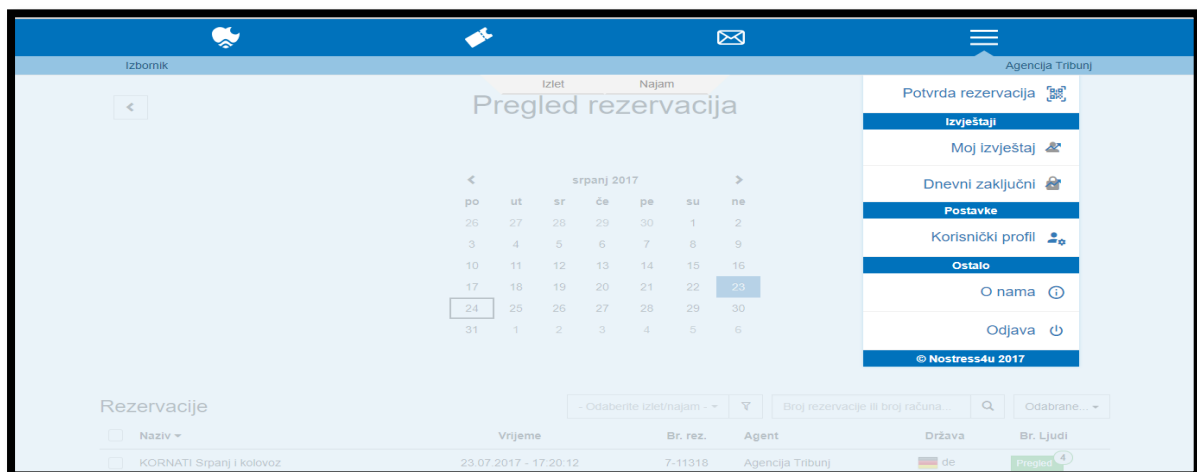 Izbornik
Agencija Tribunj
Izlet Najam
Pregled rezervacija
Potvrda rezervacija
Izvještaji
Moj izvještaj
Dnevni zaključni
Postavke
Korisnički profil
Ostalo
O nama
Odjava
© Nostress4u 2017
srpanj 2017
po ut sr če pe su ne
26 27 28 29 30 1 2
3 4 5 6 7 8 9
10 11 12 13 14 15 16
17 18 19 20 21 22 23
24 25 26 27 28 29 30
31 1 2 3 4 5 6
Rezervacije
- Odaberite izlet/najam - Broj rezervacije ili broj računa... Odabrane...
Naziv Vrijeme Br. rez. Agent Država Br. Ljudi
KORNATI Srpanj i kolovoz 23.07.2017 - 17:20:12 7-11318 Agencija Tribunj de Pregled 4